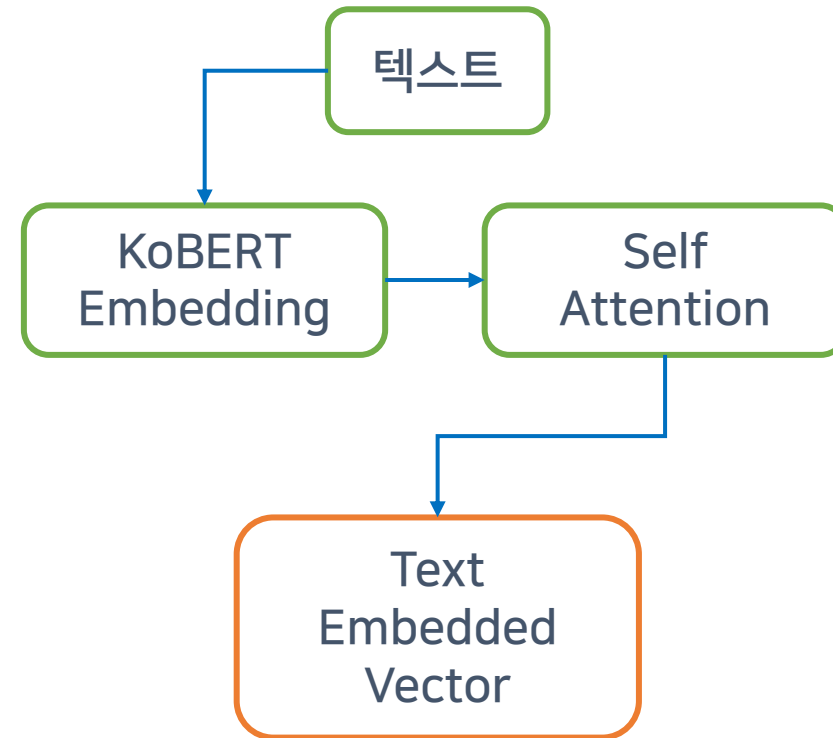 텍스트
KoBERT
Embedding
Self
Attention
Text
Embedded
Vector